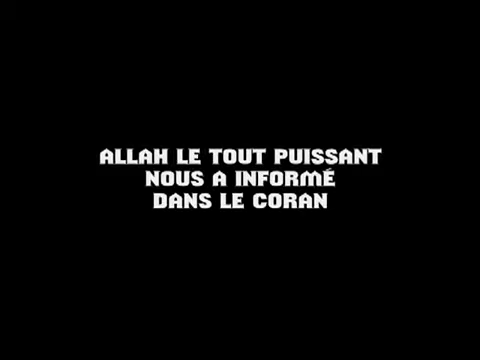 ALLAH LE TOUT PUISSANT
NOUS A INFORMÉ
DANS LE CORAN